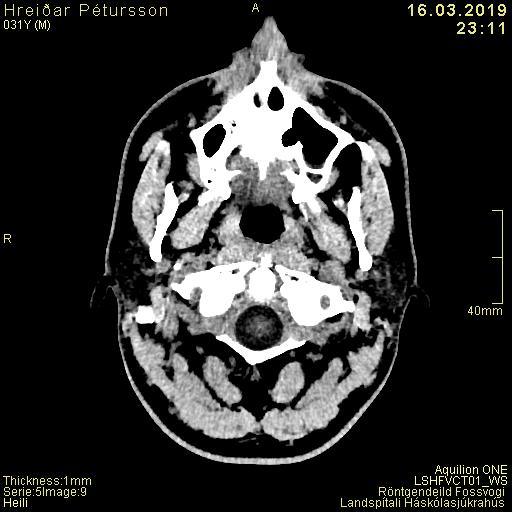 Hreiðar Pétursson
031Y (M)
A
16.03.2019
23:11
R
40mm
Thickness:1mm
Serie:5Image:9
Heili
Aquilion ONE
LSHFVCT01_WS
Röntgendeild Fossvogi
Landspítali Háskólasjúkrahús